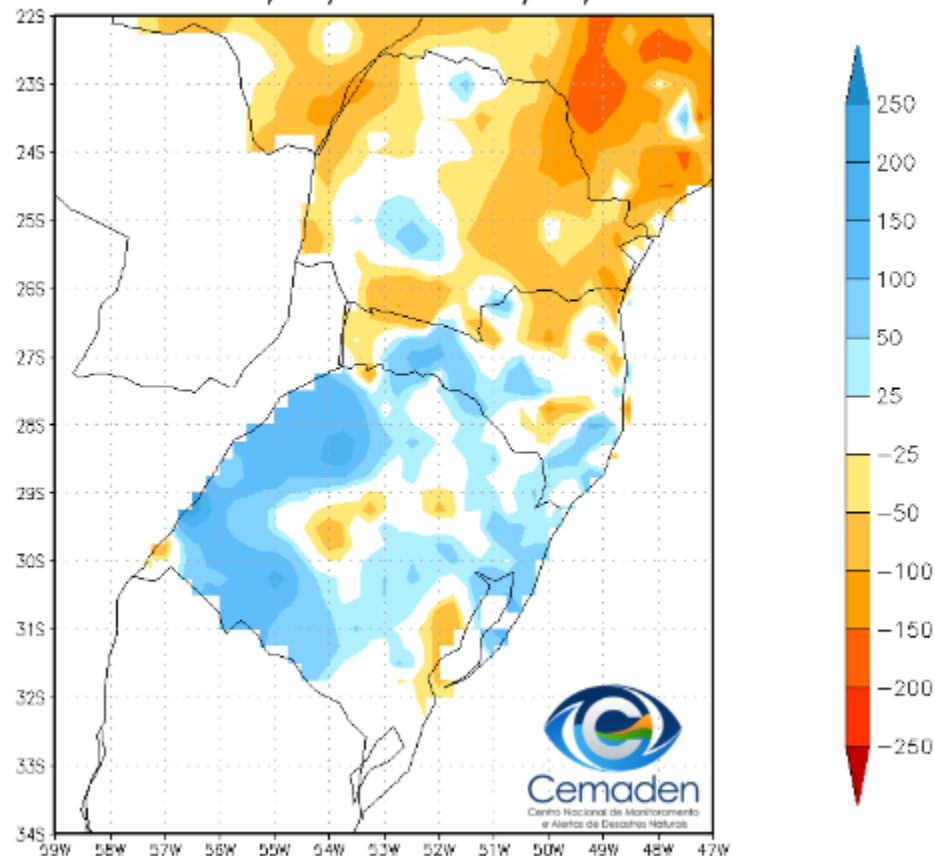 22S
23S
24S
25S
26S
27S
28S
29S
30S
31S
32S
33S
34S
59W 58W 57W 56W 55W 54W 53W 52W 51W 50W 49W 48W 47W
250
200
150
100
50
25
-25
-50
-100
-150
-200
-250
Cemaden
Centro Nacional de Monitoramento
e Alertas de Desastres Naturais